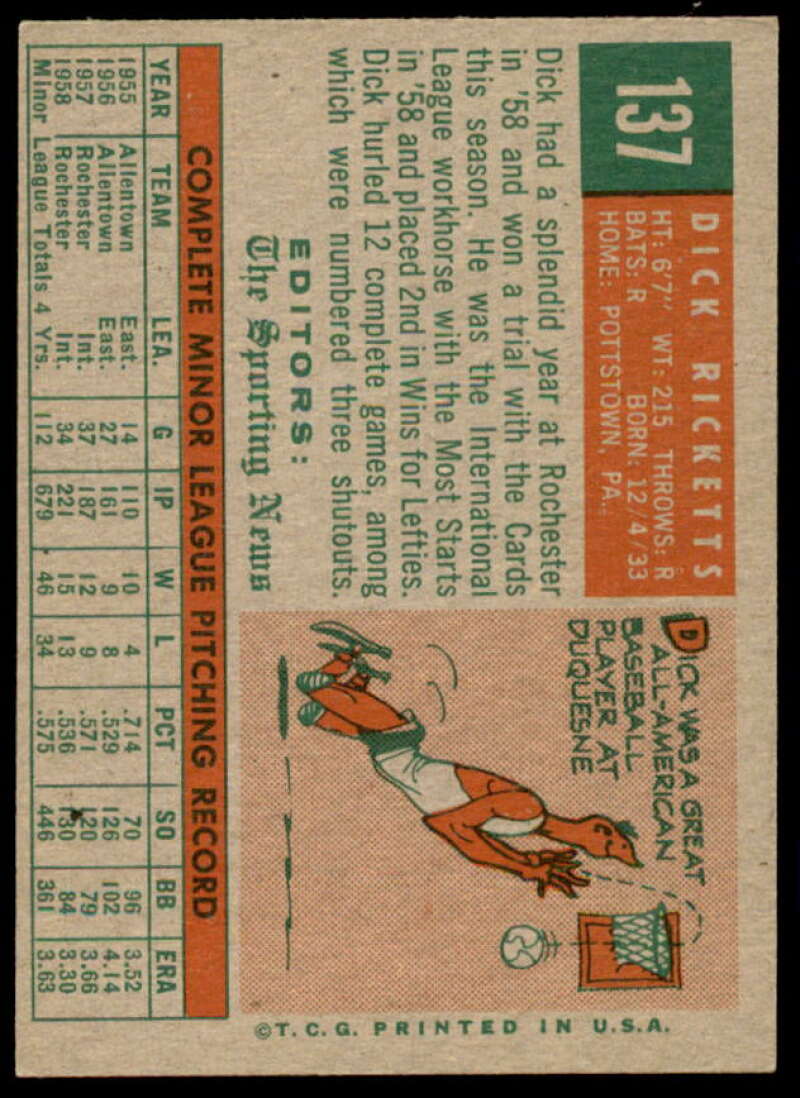 137
DICK RICKETTS
HT: 6'7" WT: 215 THROWS: R
BATS: R BORN: 12/4/33
HOME: POTTSTOWN, PA.
Dick had a splendid year at Rochester
in '58 and won a trial with the Cards
this season. He was the International
League workhorse with the Most Starts
in '58 and placed 2nd in Wins for Lefties.
Dick hurled 12 complete games, among
which were numbered three shutouts.
EDITORS:
The Sporting News
DICK WAS A GREAT
ALL-AMERICAN
BASEBALL
PLAYER AT
DUQUESNE
COMPLETE MINOR LEAGUE PITCHING RECORD
YEAR TEAM LEA. G IP W L PCT SO BB ERA
1955 Allentown East. 14 110 10 4 .714 70 96 3.52
1956 Allentown East. 27 161 9 8 .529 126 102 4.14
1957 Rochester Int. 37 187 12 9 .571 120 79 3.66
1958 Rochester Int. 34 221 15 13 .536 130 84 3.30
Minor League Totals 4 Yrs. 112 679 46 34 .575 446 361 3.63
©T.C.G. PRINTED IN U.S.A.